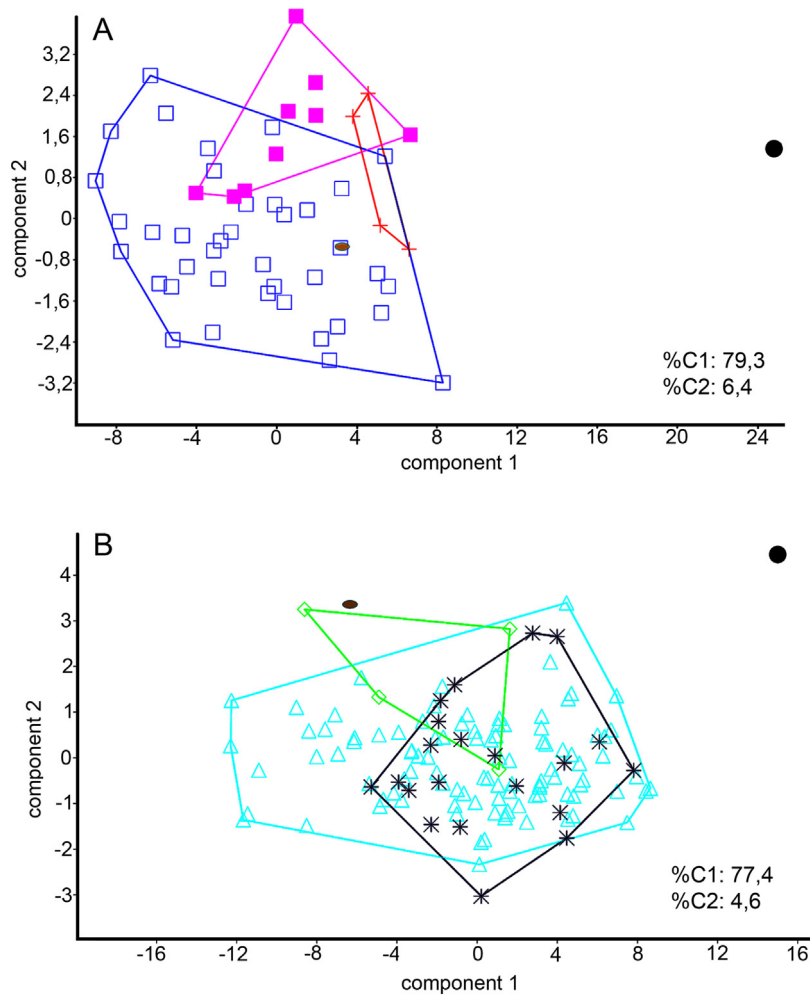 A
3,2
2,4
1,6
0,8
0
-0,8
-1,6
-2,4
-3,2
component 2
%C1: 79,3
%C2: 6,4
-8 -4 0 4 8 12 16 20 24
component 1
B
4
3
2
1
0
-1
-2
-3
component 2
%C1: 77,4
%C2: 4,6
-16 -12 -8 -4 0 4 8 12 16
component 1